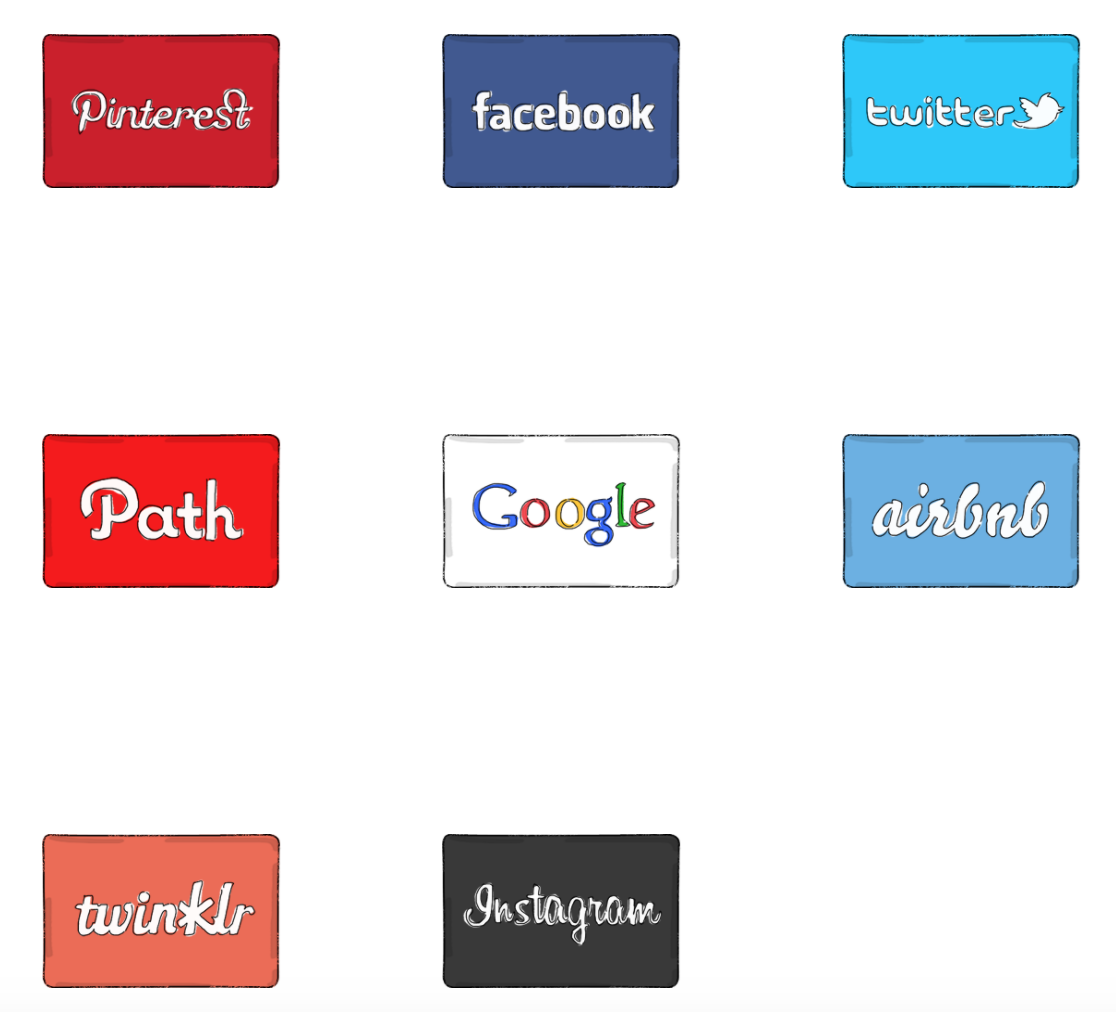 Pinterest
facebook
twitter
Path
Google
airbnb
twinklr
Instagram